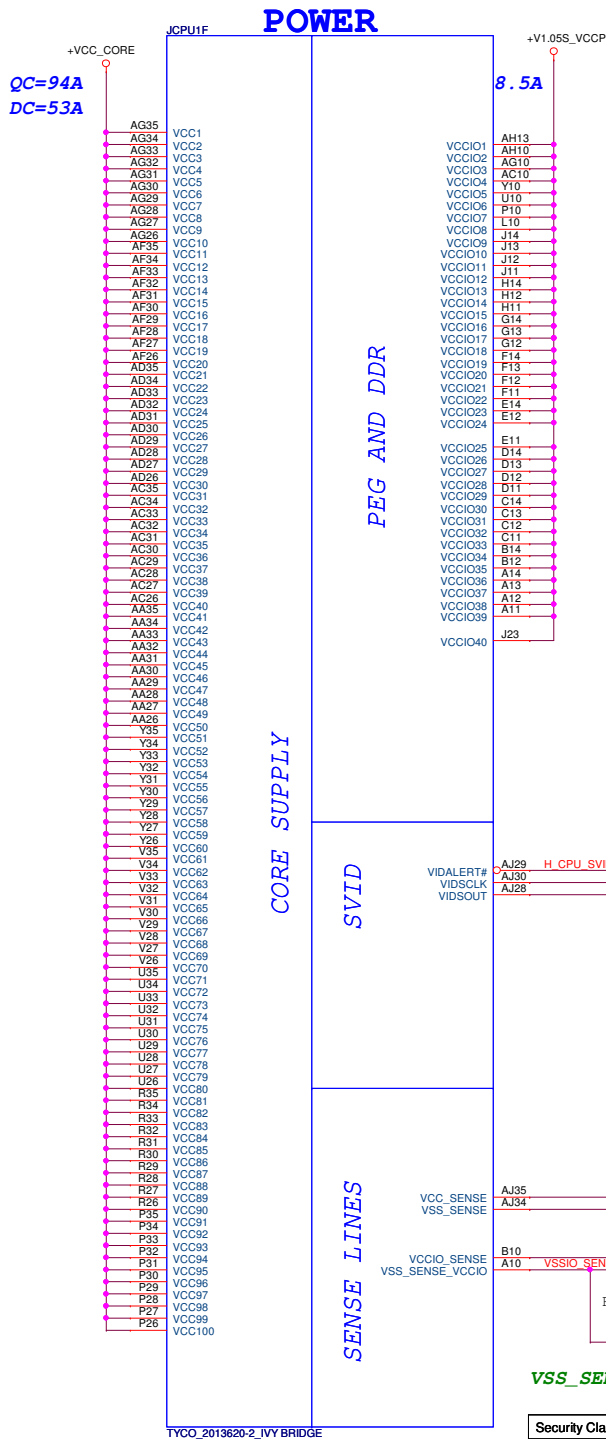 POWER
JCPU1F
+VCC_CORE
+V1.05S_VCCP
QC=94A
DC=53A
8.5A
AG35 VCC1
AG34 VCC2
AG33 VCC3
AG32 VCC4
AG31 VCC5
AG30 VCC6
AG29 VCC7
AG28 VCC8
AG27 VCC9
AG26 VCC10
AF35 VCC11
AF34 VCC12
AF33 VCC13
AF32 VCC14
AF31 VCC15
AF30 VCC16
AF29 VCC17
AF28 VCC18
AF27 VCC19
AF26 VCC20
AD35 VCC21
AD34 VCC22
AD33 VCC23
AD32 VCC24
AD31 VCC25
AD30 VCC26
AD29 VCC27
AD28 VCC28
AD27 VCC29
AD26 VCC30
AC35 VCC31
AC34 VCC32
AC33 VCC33
AC32 VCC34
AC31 VCC35
AC30 VCC36
AC29 VCC37
AC28 VCC38
AC27 VCC39
AC26 VCC40
AA35 VCC41
AA34 VCC42
AA33 VCC43
AA32 VCC44
AA31 VCC45
AA30 VCC46
AA29 VCC47
AA28 VCC48
AA27 VCC49
AA26 VCC50
Y35 VCC51
Y34 VCC52
Y33 VCC53
Y32 VCC54
Y31 VCC55
Y30 VCC56
Y29 VCC57
Y28 VCC58
Y27 VCC59
Y26 VCC60
V35 VCC61
V34 VCC62
V33 VCC63
V32 VCC64
V31 VCC65
V30 VCC66
V29 VCC67
V28 VCC68
V27 VCC69
V26 VCC70
U35 VCC71
U34 VCC72
U33 VCC73
U32 VCC74
U31 VCC75
U30 VCC76
U29 VCC77
U28 VCC78
U27 VCC79
U26 VCC80
R35 VCC81
R34 VCC82
R33 VCC83
R32 VCC84
R31 VCC85
R30 VCC86
R29 VCC87
R28 VCC88
R27 VCC89
R26 VCC90
P35 VCC91
P34 VCC92
P33 VCC93
P32 VCC94
P31 VCC95
P30 VCC96
P29 VCC97
P28 VCC98
P27 VCC99
P26 VCC100
CORE SUPPLY
PEG AND DDR
VCCIO1 AH13
VCCIO2 AH10
VCCIO3 AG10
VCCIO4 AC10
VCCIO5 Y10
VCCIO6 U10
VCCIO7 P10
VCCIO8 L10
VCCIO9 J14
VCCIO10 J13
VCCIO11 J12
VCCIO12 J11
VCCIO13 H14
VCCIO14 H12
VCCIO15 H11
VCCIO16 G14
VCCIO17 G13
VCCIO18 G12
VCCIO19 F14
VCCIO20 F13
VCCIO21 F12
VCCIO22 F11
VCCIO23 E14
VCCIO24 E12
VCCIO25 E11
VCCIO26 D14
VCCIO27 D13
VCCIO28 D12
VCCIO29 D11
VCCIO30 C14
VCCIO31 C13
VCCIO32 C12
VCCIO33 C11
VCCIO34 B14
VCCIO35 B12
VCCIO36 A14
VCCIO37 A13
VCCIO38 A12
VCCIO39 A11
VCCIO40 J23
SVID
VIDALERT# AJ29 H_CPU_SVI
VIDSCLK AJ30
VIDSOUT AJ28
SENSE LINES
VCC_SENSE AJ35
VSS_SENSE AJ34
VCCIO_SENSE B10
VSS_SENSE_VCCIO A10 VSSIO_SEN
VSS_SE
TYCO_2013620-2_IVY BRIDGE
Security Cla